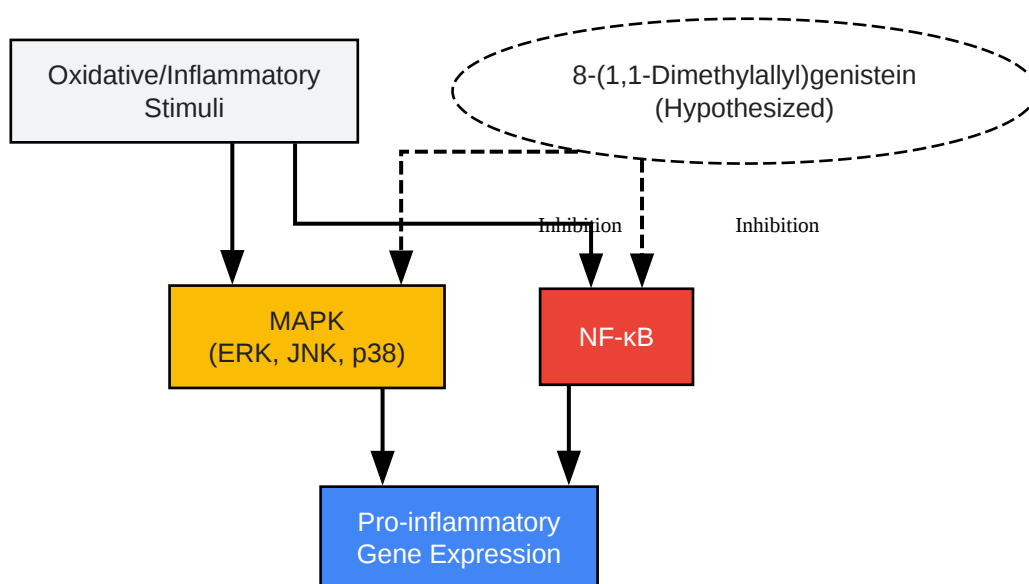 Oxidative/Inflammatory
Stimuli
8-(1,1-Dimethylallyl)genistein
(Hypothesized)
Inhibition
Inhibition
MAPK
(ERK, JNK, p38)
NF-κB
Pro-inflammatory
Gene Expression